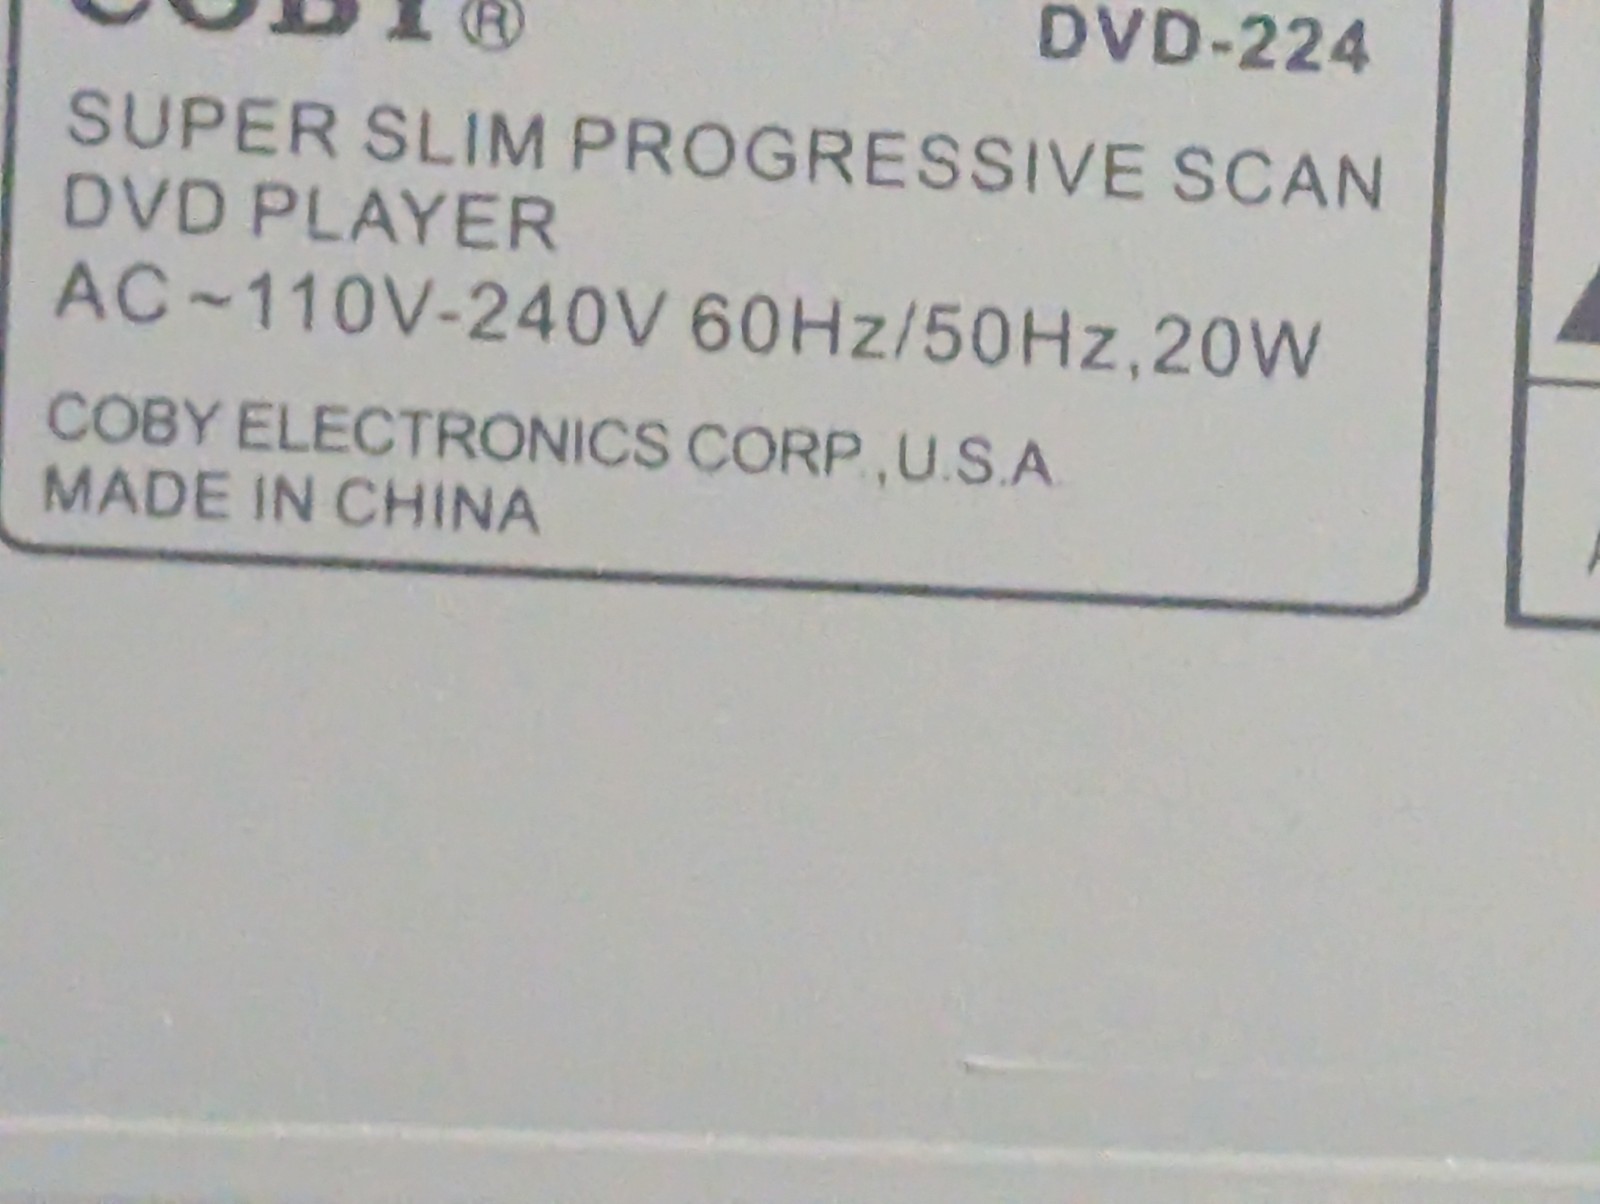 COBY®
DVD-224
SUPER SLIM PROGRESSIVE SCAN
DVD PLAYER
AC~110V-240V 60Hz/50Hz,20W
COBY ELECTRONICS CORP.,U.S.A.
MADE IN CHINA